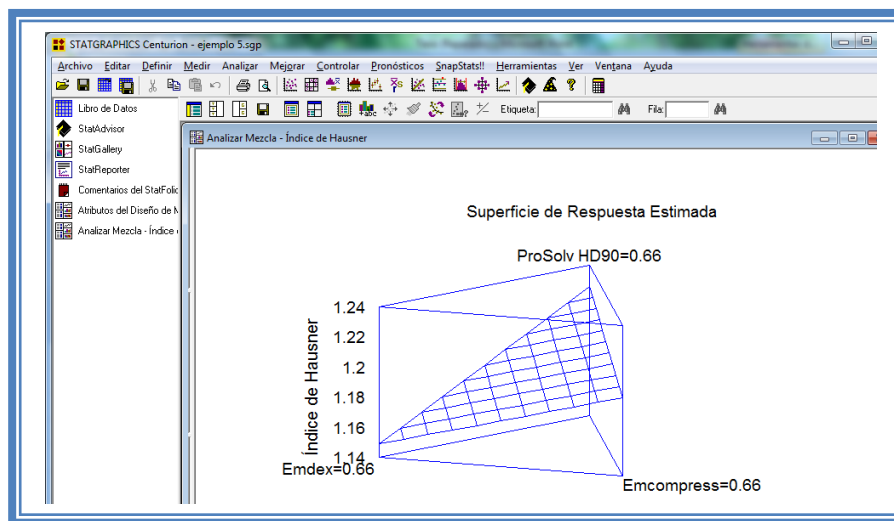 STATGRAPHICS Centurion - ejemplo 5.sgp
Archivo Editar Definir Medir Analizar Mejorar Controlar Pronósticos SnapStats!! Herramientas Ver Ventana Ayuda
Etiqueta: Fila:
Libro de Datos
StatAdvisor
StatGallery
StatReporter
Comentarios del StatFolio
Atributos del Diseño de M
Analizar Mezcla - Índice
Analizar Mezcla - Índice de Hausner
Superficie de Respuesta Estimada
ProSolv HD90=0.66
1.24
1.22
1.2
1.18
1.16
1.14
Índice de Hausner
Emdex=0.66
Emcompress=0.66